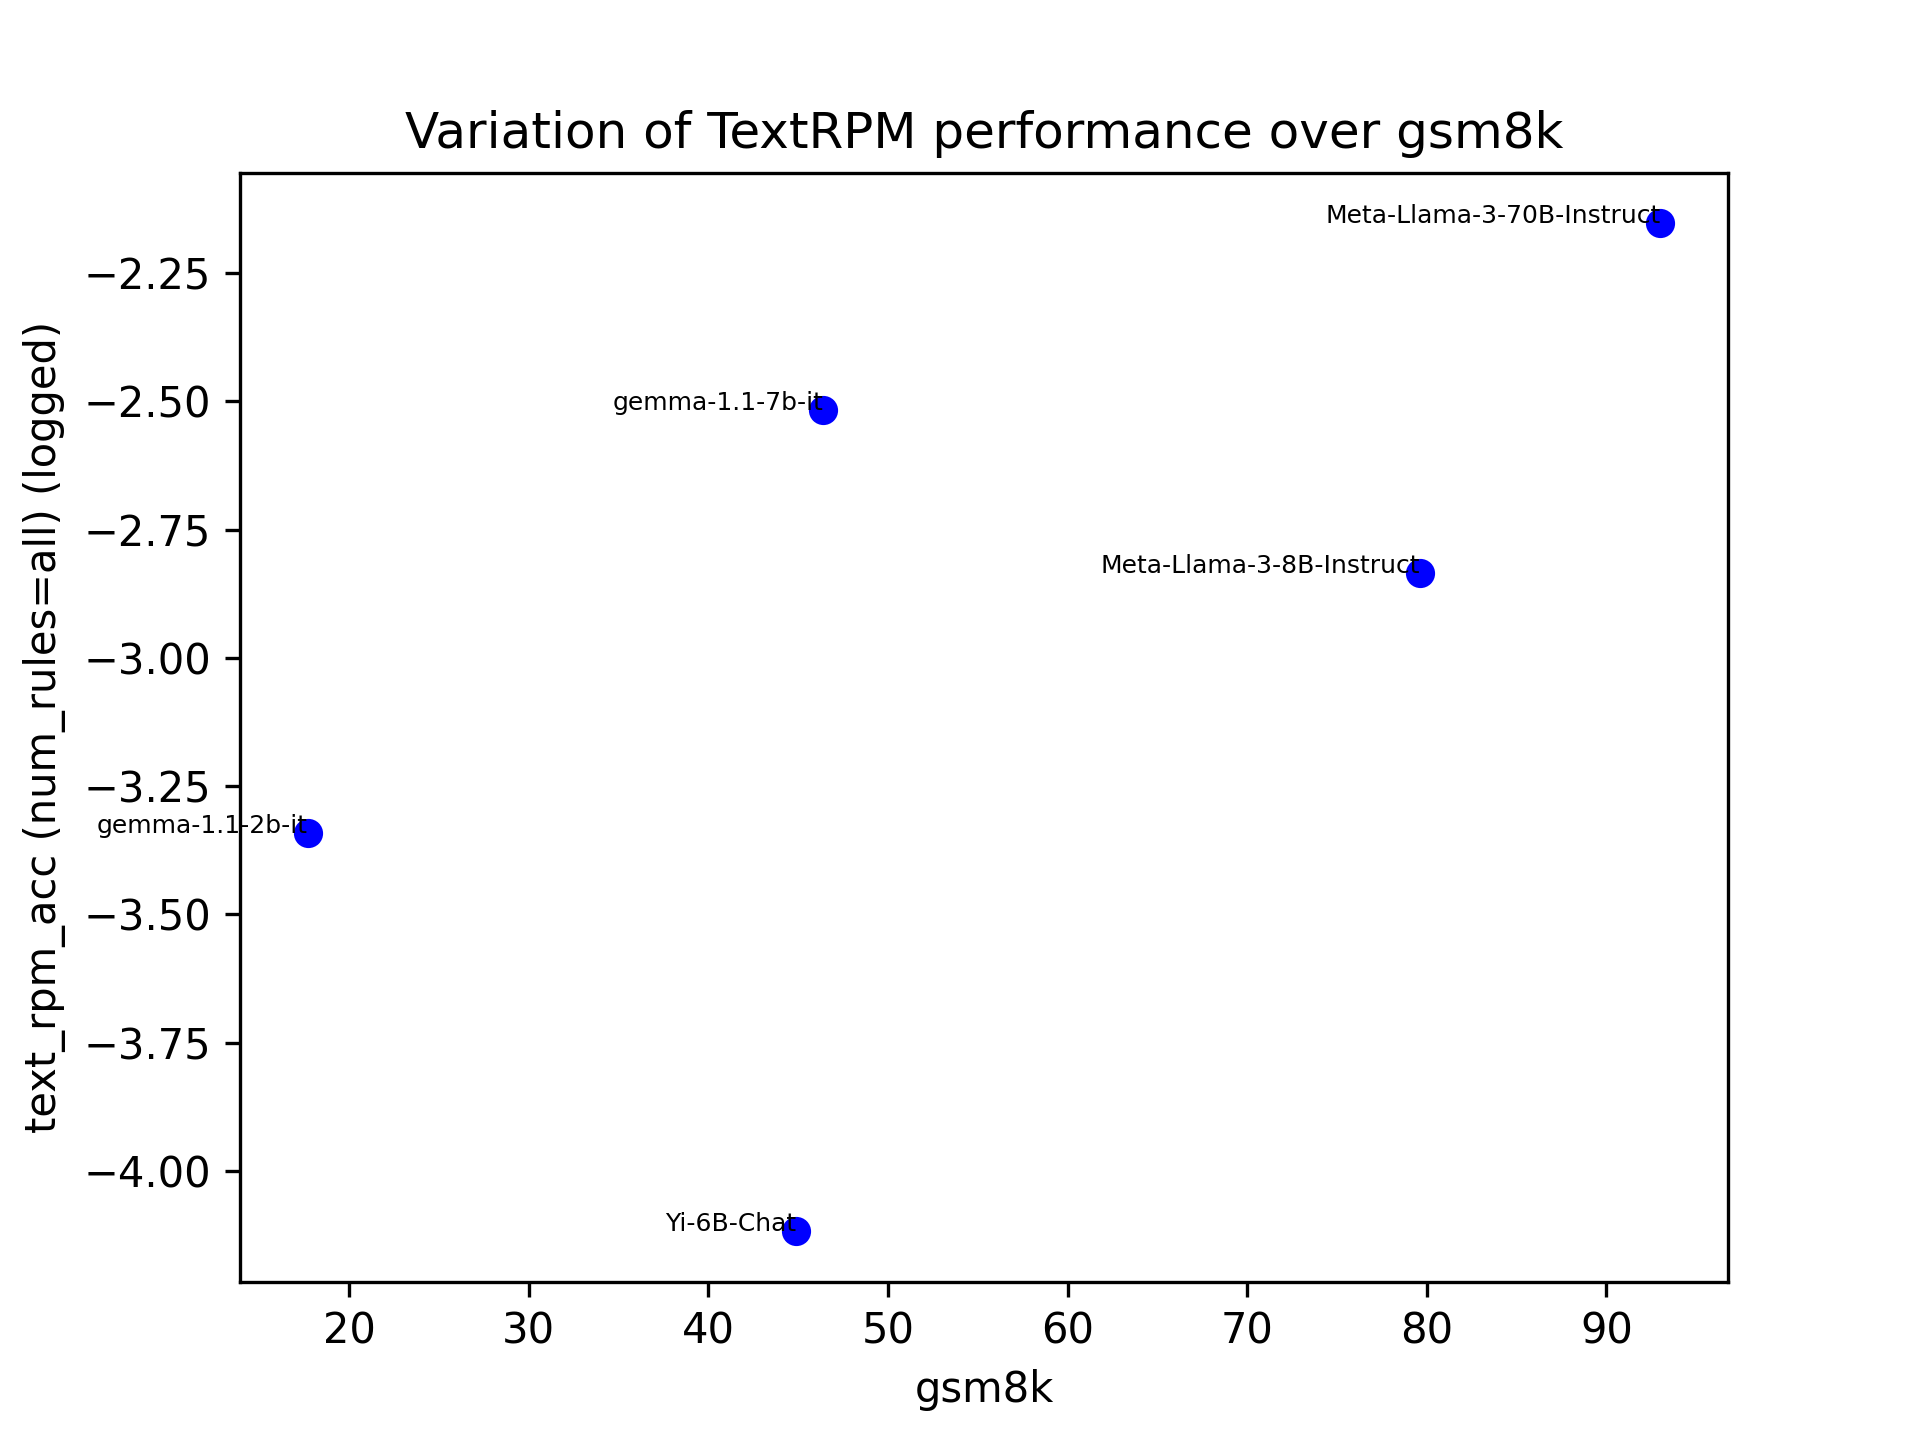 Variation of TextRPM performance over gsm8k
text_rpm_acc (num_rules=all) (logged)
−2.25
−2.50
−2.75
−3.00
−3.25
−3.50
−3.75
−4.00
Meta-Llama-3-70B-Instruct
gemma-1.1-7b-it
Meta-Llama-3-8B-Instruct
gemma-1.1-2b-it
Yi-6B-Chat
20 30 40 50 60 70 80 90
gsm8k